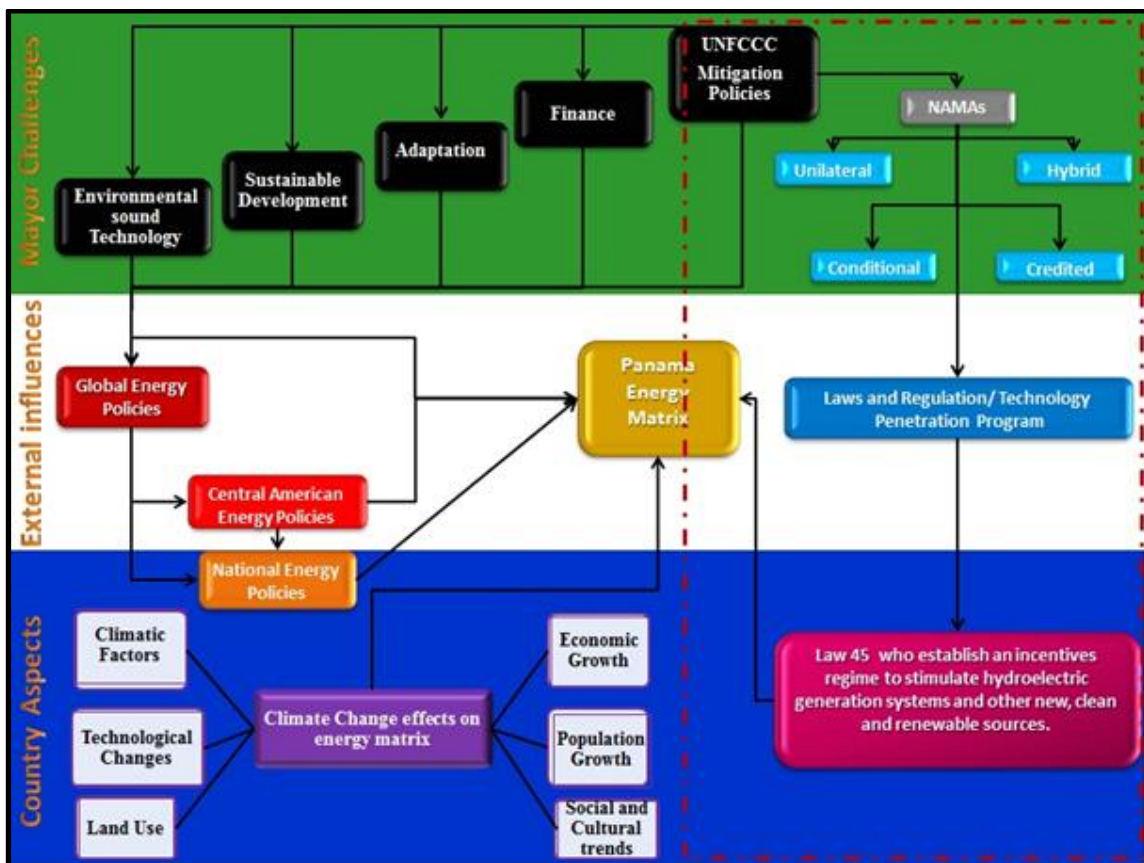 Mayor Challenges
UNFCCC
Mitigation
Policies
Finance
Adaptation
Sustainable
Development
Environmental
sound
Technology
NAMAs
Unilateral
Hybrid
Conditional
Credited
External influences
Global Energy
Policies
Central American
Energy Policies
Panama
Energy
Matrix
Laws and Regulation/ Technology
Penetration Program
Country Aspects
National Energy
Policies
Climatic
Factors
Technological
Changes
Land Use
Climate Change effects on
energy matrix
Economic
Growth
Population
Growth
Social and
Cultural
trends
Law 45 who establish an incentives
regime to stimulate hydroelectric
generation systems and other new, clean
and renewable sources.